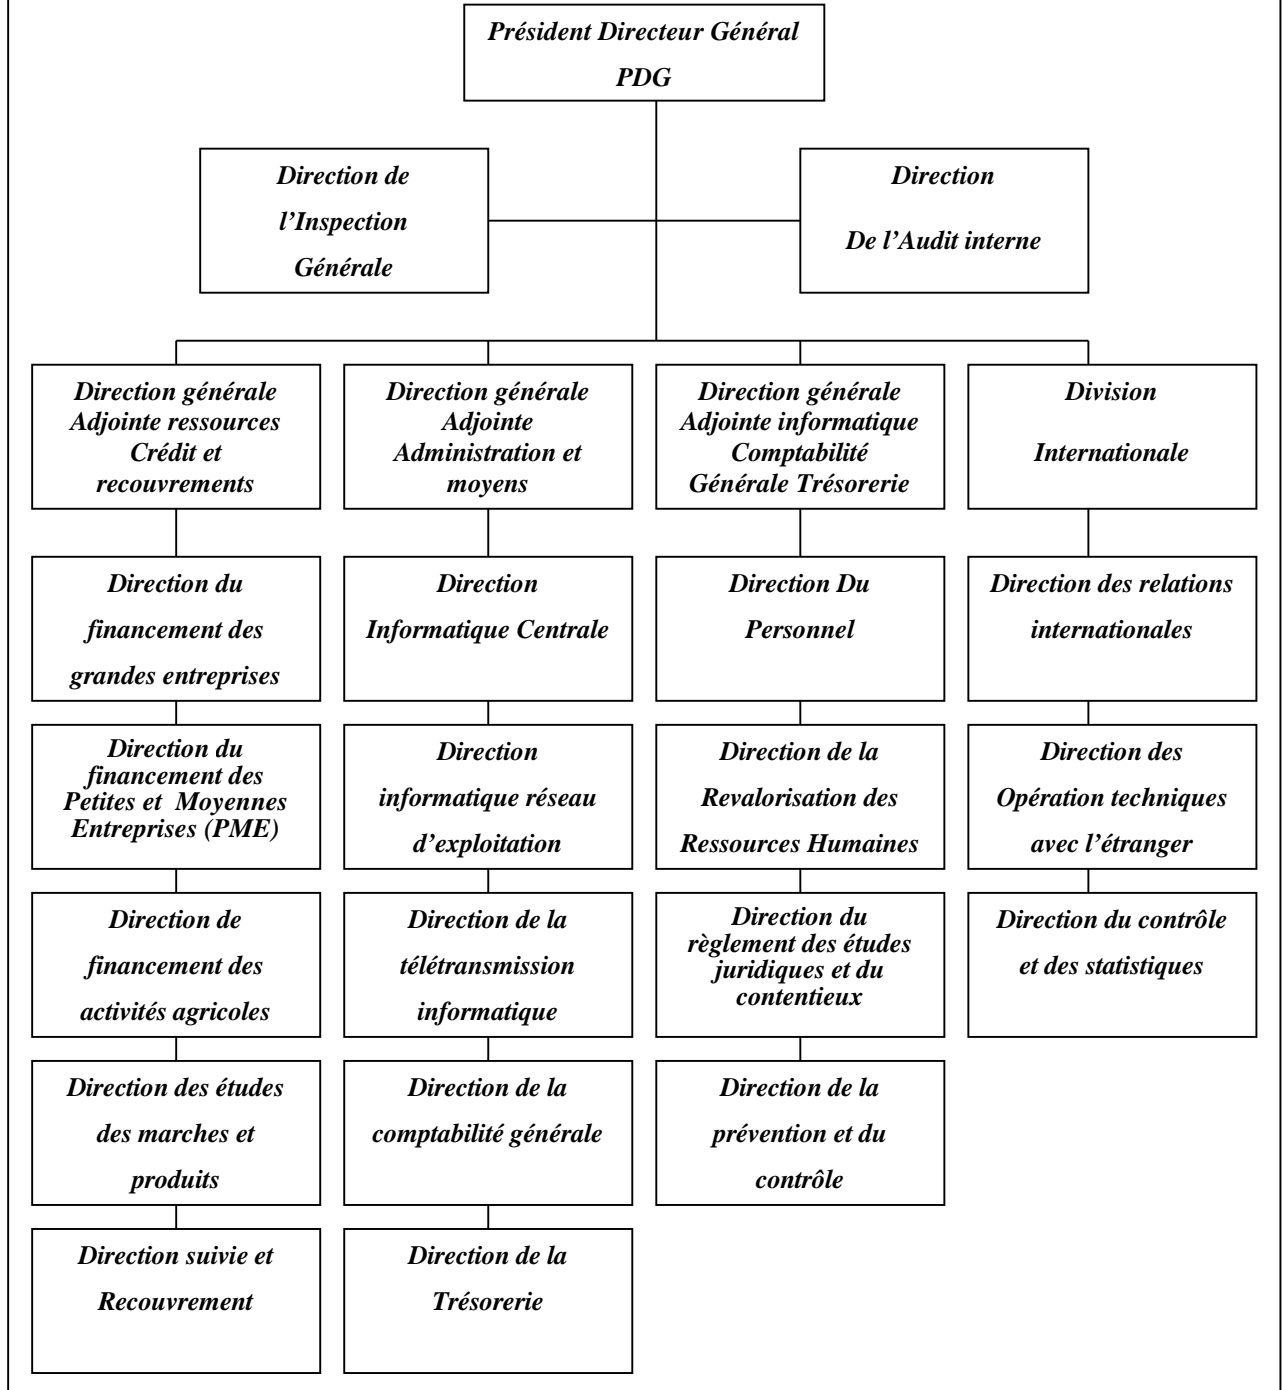 Président Directeur Général
PDG
Direction de
l’Inspection
Générale
Direction
De l’Audit interne
Direction générale
Adjointe ressources
Crédit et
recouvrements
Direction générale
Adjointe
Administration et
moyens
Direction générale
Adjointe informatique
Comptabilité
Générale Trésorerie
Division
Internationale
Direction du
financement des
grandes entreprises
Direction
Informatique Centrale
Direction Du
Personnel
Direction des relations
internationales
Direction du
financement des
Petites et Moyennes
Entreprises (PME)
Direction
informatique réseau
d’exploitation
Direction de la
Revalorisation des
Ressources Humaines
Direction des
Opération techniques
avec l’étranger
Direction de
financement des
activités agricoles
Direction de la
télétransmission
informatique
Direction du
règlement des études
juridiques et du
contentieux
Direction du contrôle
et des statistiques
Direction des études
des marches et
produits
Direction de la
comptabilité générale
Direction de la
prévention et du
contrôle
Direction suivie et
Recouvrement
Direction de la
Trésorerie